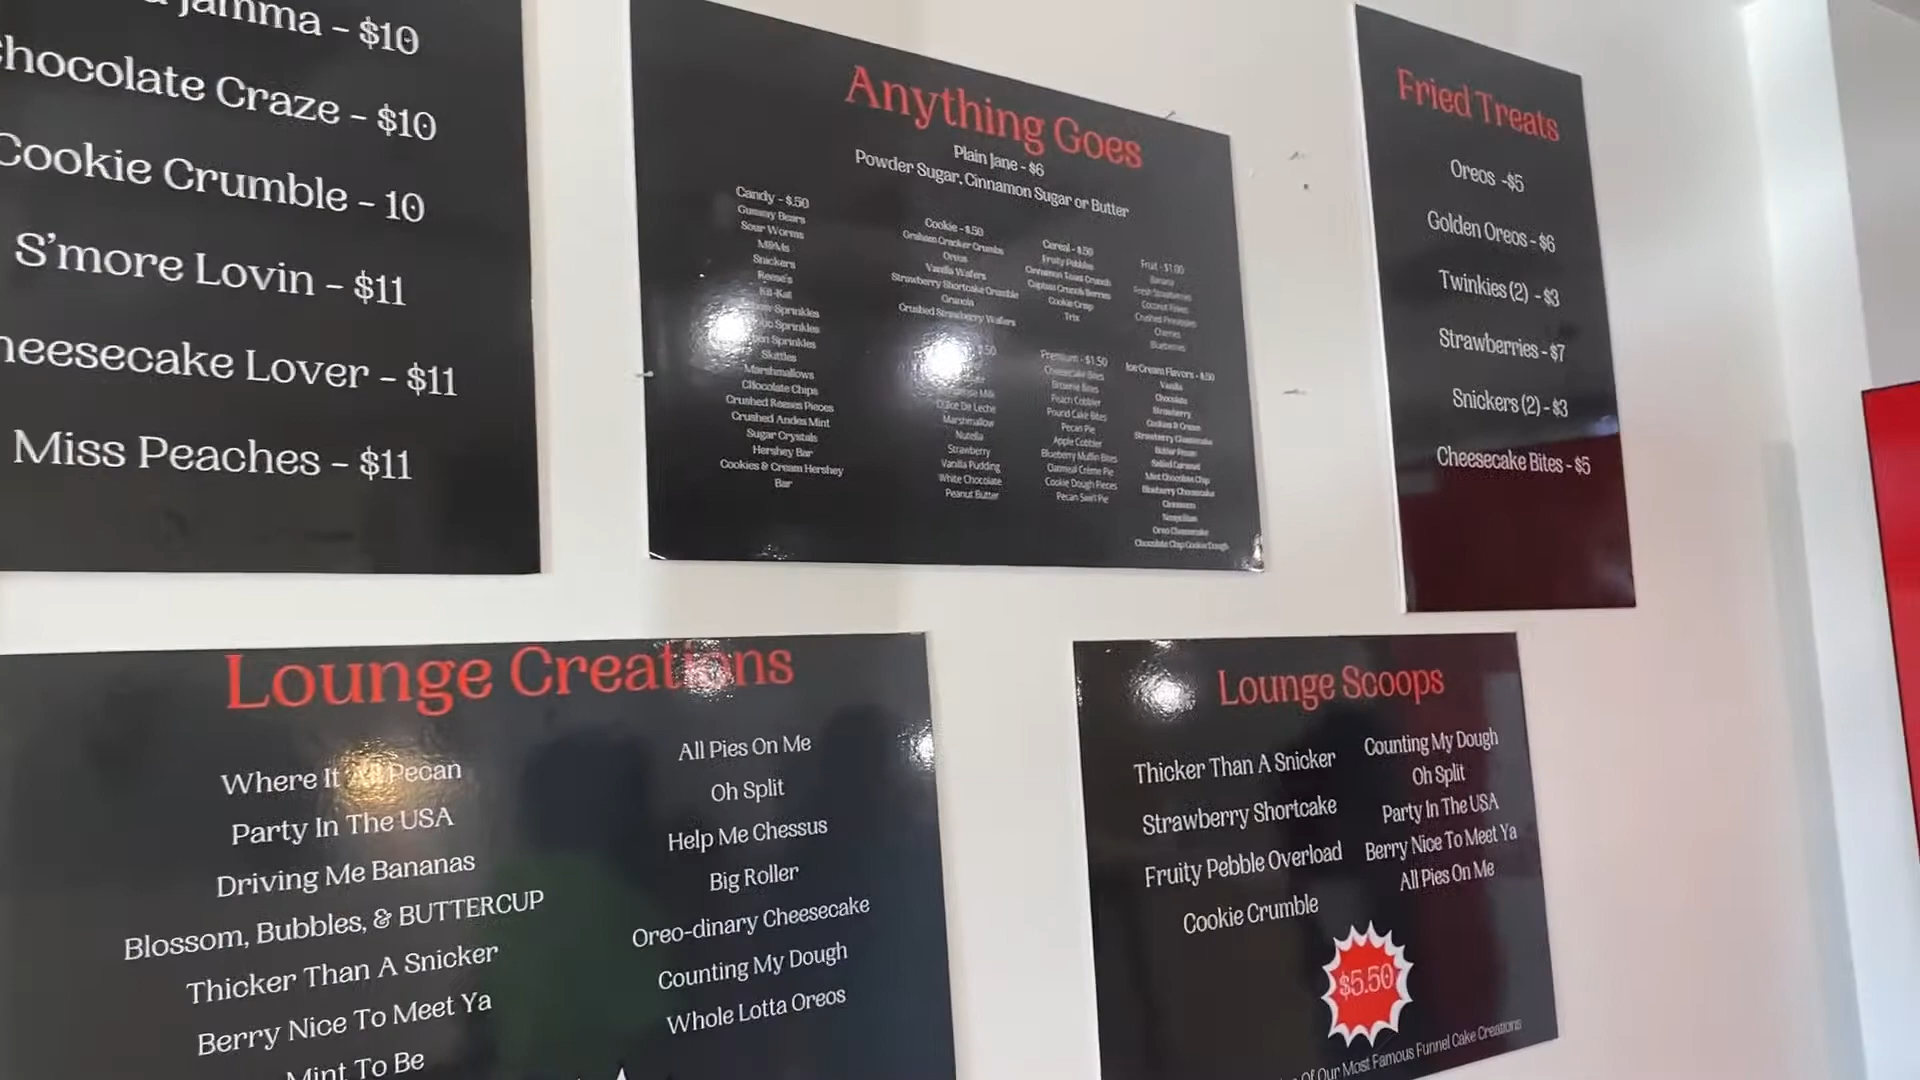 Jamma - $10
Chocolate Craze - $10
Cookie Crumble - 10
S'more Lovin - $11
heesecake Lover - $11
Miss Peaches - $11
Anything Goes
Plain Jane - $6
Powder Sugar, Cinnamon Sugar or Butter
Candy - $.50
Gummy Bears
Sour Worms
M&Ms
Snickers
Reese's
Kit-Kat
Sprinkles
Sprinkles
Sprinkles
Skittles
Marshmallows
Chocolate Chips
Crushed Reeses Pieces
Crushed Andes Mint
Sugar Crystals
Hershey Bar
Cookies & Cream Hershey
Bar
Cookie - $.50
Graham Cracker Crumbs
Oreos
Vanilla Wafers
Strawberry Shortcake Crumble
Granola
Crushed Strawberry Wafers
.50
Milk
Dulce De Leche
Marshmallow
Nutella
Strawberry
Vanilla Pudding
White Chocolate
Peanut Butter
Cereal - $.50
Fruity Pebbles
Cinnamon Toast Crunch
Captain Crunch Berries
Cookie Crisp
Trix
Premium - $1.50
Cheesecake Bites
Brownie Bites
Peach Cobbler
Pound Cake Bites
Pecan Pie
Apple Cobbler
Blueberry Muffin Bites
Oatmeal Crème Pie
Cookie Dough Pieces
Pecan Swirl Pie
Fruit - $1.00
Banana
Fresh Strawberries
Coconut Flakes
Crushed Pineapples
Cherries
Blueberries
Ice Cream Flavors - $.50
Vanilla
Chocolate
Strawberry
Cookies & Cream
Strawberry Cheesecake
Butter Pecan
Salted Caramel
Mint Chocolate Chip
Blueberry Cheesecake
Cinnamon
Neapolitan
Oreo Cheesecake
Chocolate Chip Cookie Dough
Fried Treats
Oreos -$5
Golden Oreos - $6
Twinkies (2) - $3
Strawberries - $7
Snickers (2) - $3
Cheesecake Bites - $5
Lounge Creations
Where It All Pecan
Party In The USA
Driving Me Bananas
Blossom, Bubbles, & BUTTERCUP
Thicker Than A Snicker
Berry Nice To Meet Ya
Mint To Be
All Pies On Me
Oh Split
Help Me Chessus
Big Roller
Oreo-dinary Cheesecake
Counting My Dough
Whole Lotta Oreos
Lounge Scoops
Thicker Than A Snicker
Strawberry Shortcake
Fruity Pebble Overload
Cookie Crumble
Counting My Dough
Oh Split
Party In The USA
Berry Nice To Meet Ya
All Pies On Me
$5.50
Of Our Most Famous Funnel Cake Creations